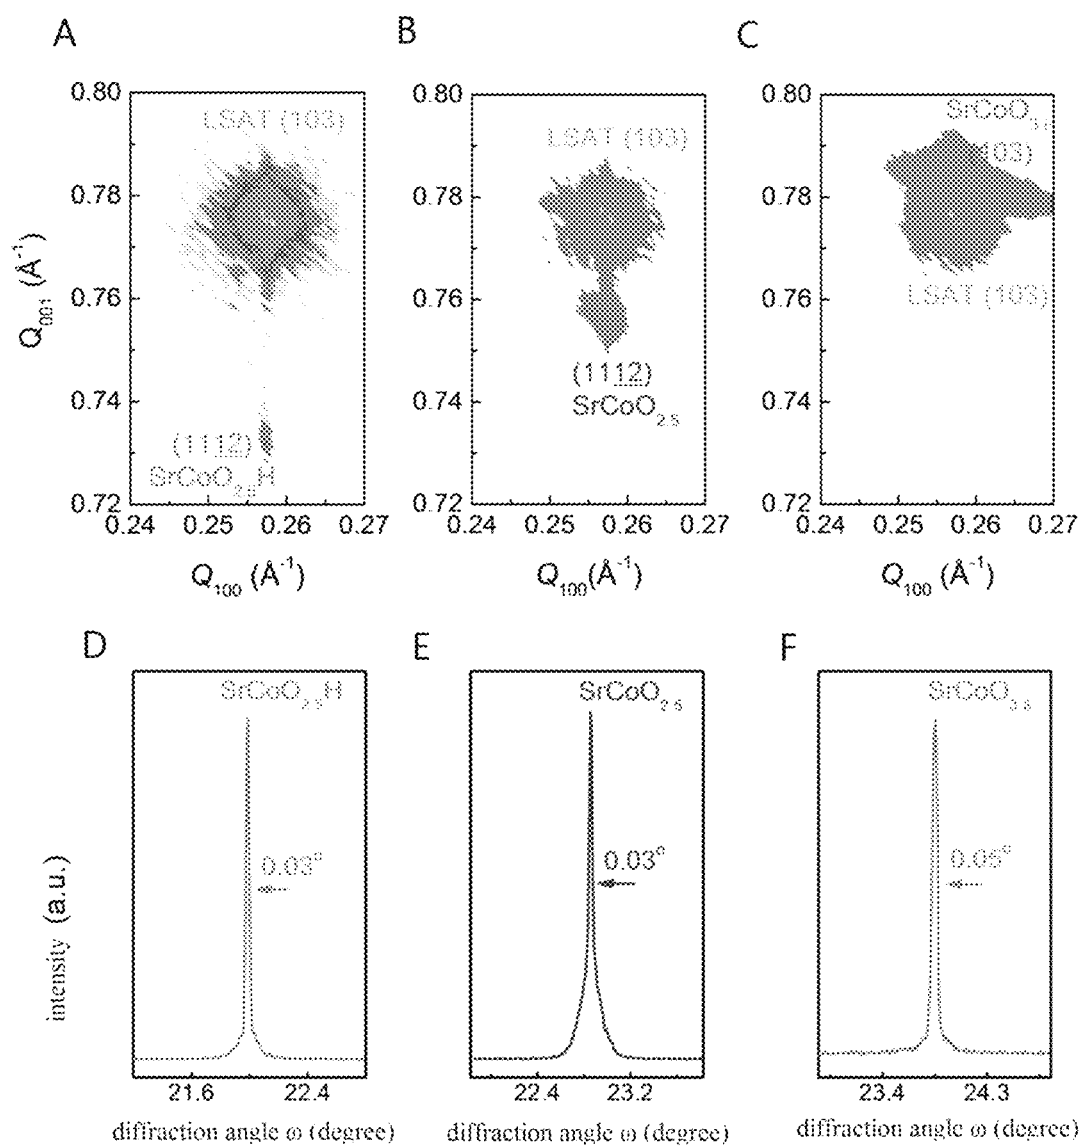 A
B
C
0.80
0.78
0.76
0.74
0.72
0.24
0.25
0.26
0.27
LSAT (103)
(1112)
SrCoO2.5H
Q001 (Å-1)
Q100 (Å-1)
0.80
0.78
0.76
0.74
0.72
0.24
0.25
0.26
0.27
LSAT (103)
(1112)
SrCoO2.5
Q100(Å-1)
0.80
0.78
0.76
0.74
0.72
0.24
0.25
0.26
0.27
SrCoO
103)
LSAT (103)
Q100 (Å-1)
D
E
F
SrCoO2.5H
0.03°
21.6
22.4
intensity (a.u.)
diffraction angle ω (degree)
SrCoO2.5
0.03°
22.4
23.2
diffraction angle ω (degree)
SrCoO
0.05°
23.4
24.3
diffraction angle ω (degree)